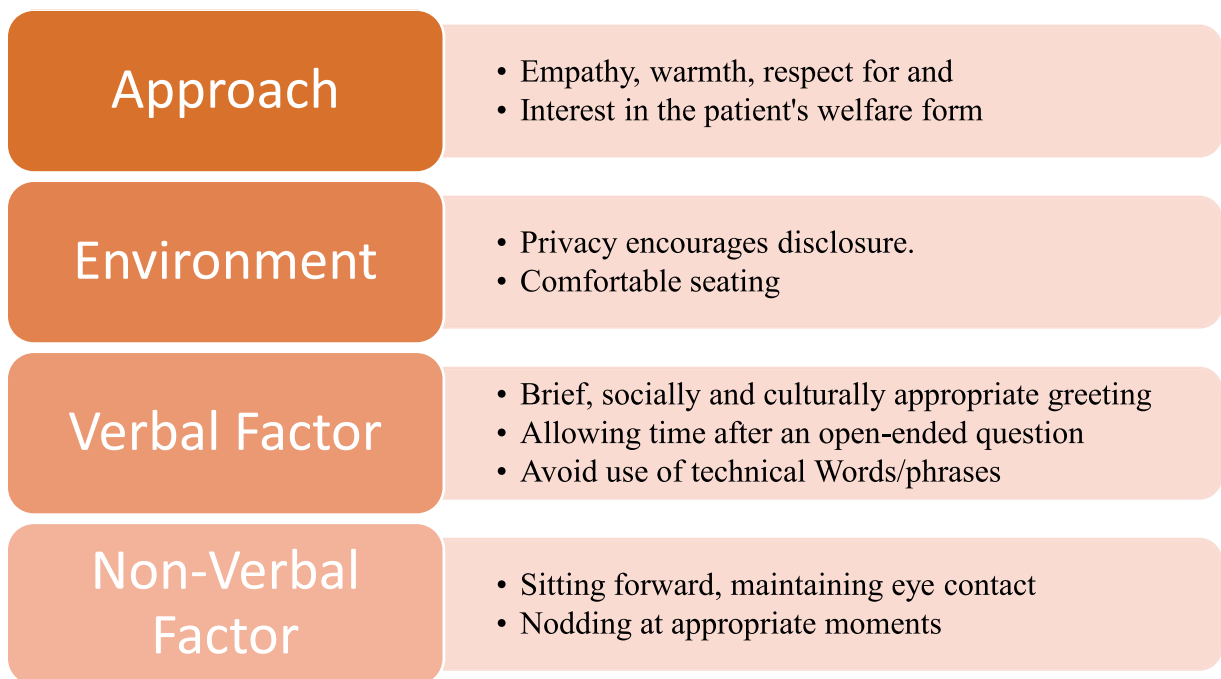 Approach
• Empathy, warmth, respect for and
• Interest in the patient's welfare form
Environment
• Privacy encourages disclosure.
• Comfortable seating
Verbal Factor
• Brief, socially and culturally appropriate greeting
• Allowing time after an open-ended question
• Avoid use of technical Words/phrases
Non-Verbal
Factor
• Sitting forward, maintaining eye contact
• Nodding at appropriate moments